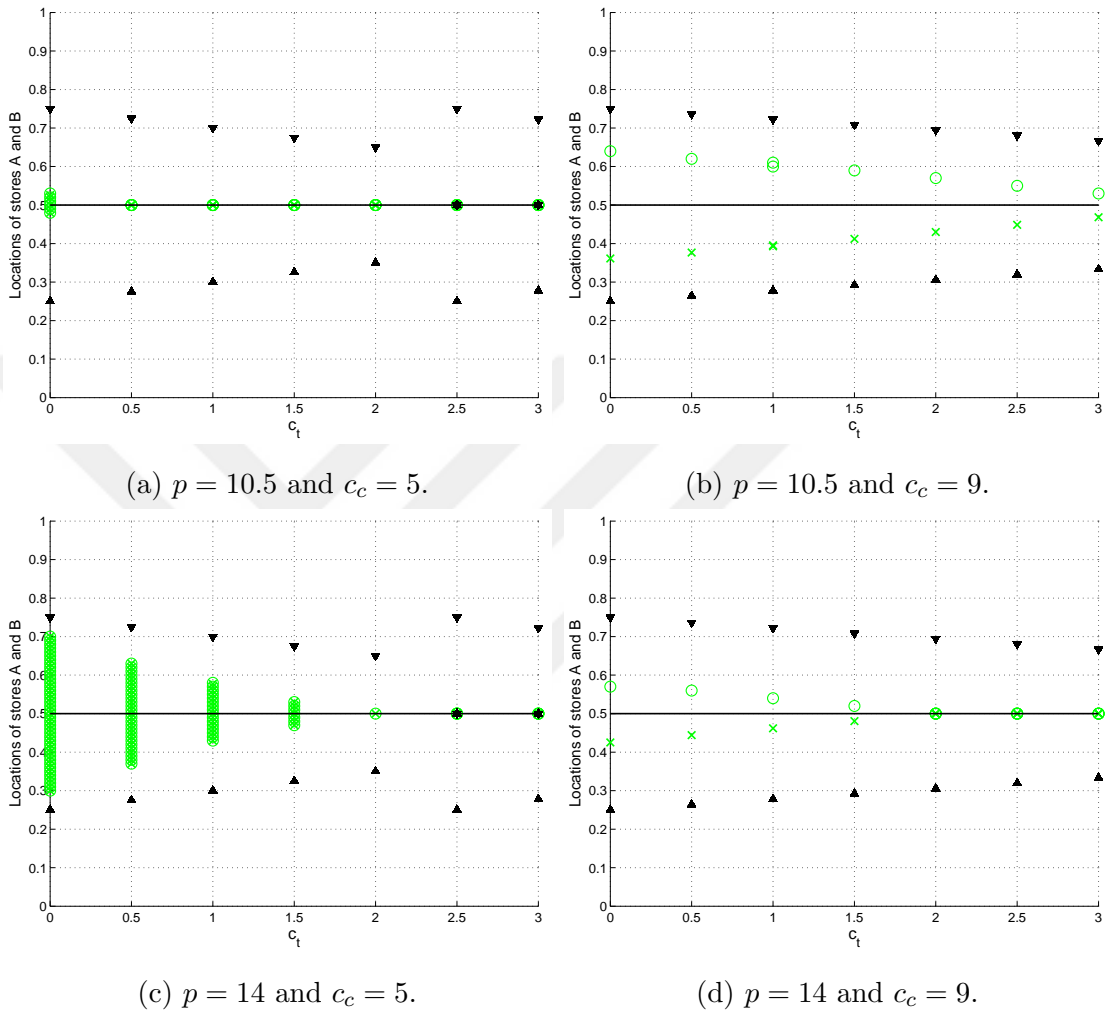 1
0.9
0.8
0.7
0.6
0.5
0.4
0.3
0.2
0.1
0
Locations of stores A and B
0 0.5 1 1.5 2 2.5 3
c_t
(a) p = 10.5 and c_c = 5.
1
0.9
0.8
0.7
0.6
0.5
0.4
0.3
0.2
0.1
0
Locations of stores A and B
0 0.5 1 1.5 2 2.5 3
c_t
(b) p = 10.5 and c_c = 9.
1
0.9
0.8
0.7
0.6
0.5
0.4
0.3
0.2
0.1
0
Locations of stores A and B
0 0.5 1 1.5 2 2.5 3
c_t
(c) p = 14 and c_c = 5.
1
0.9
0.8
0.7
0.6
0.5
0.4
0.3
0.2
0.1
0
Locations of stores A and B
0 0.5 1 1.5 2 2.5 3
c_t
(d) p = 14 and c_c = 9.